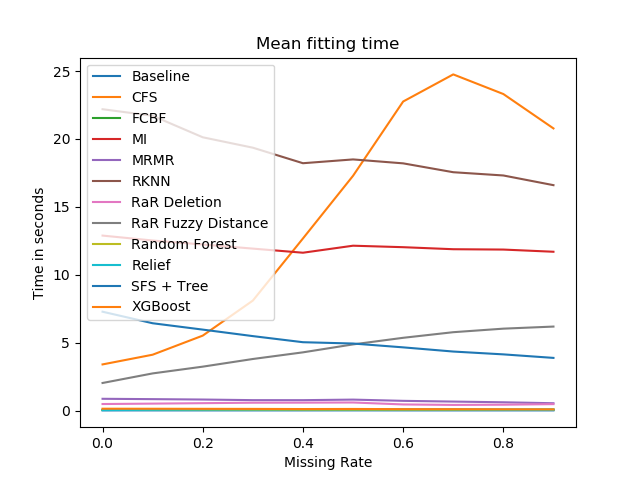 Mean fitting time
25
20
15
10
5
0
Time in seconds
Baseline
CFS
FCBF
MI
MRMR
RKNN
RaR Deletion
RaR Fuzzy Distance
Random Forest
Relief
SFS + Tree
XGBoost
0.0 0.2 0.4 0.6 0.8
Missing Rate